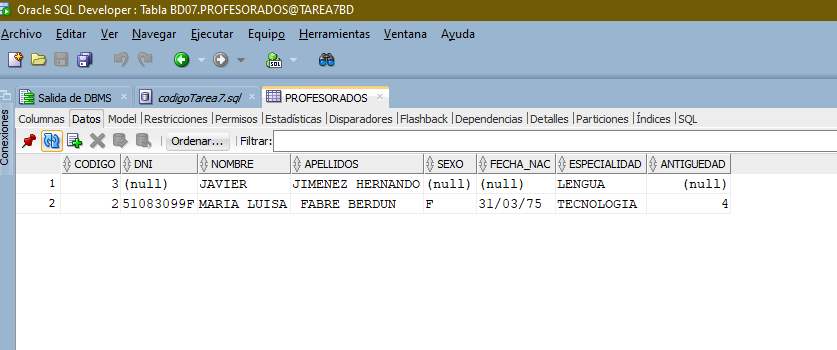 Oracle SQL Developer : Tabla BD07.PROFESORADOS@TAREA7BD
Archivo Editar Ver Navegar Ejecutar Equipo Herramientas Ventana Ayuda
SQL
Salida de DBMS codigoTarea7.sql PROFESORADOS
Conexiones
Columnas Datos Model Restricciones Permisos Estadísticas Disparadores Flashback Dependencias Detalles Particiones Índices SQL
Ordenar... Filtrar:
CODIGO DNI NOMBRE APELLIDOS SEXO FECHA_NAC ESPECIALIDAD ANTIGUEDAD
1 3 (null) JAVIER JIMENEZ HERNANDO (null) (null) LENGUA (null)
2 2 51083099F MARIA LUISA FABRE BERDUN F 31/03/75 TECNOLOGIA 4